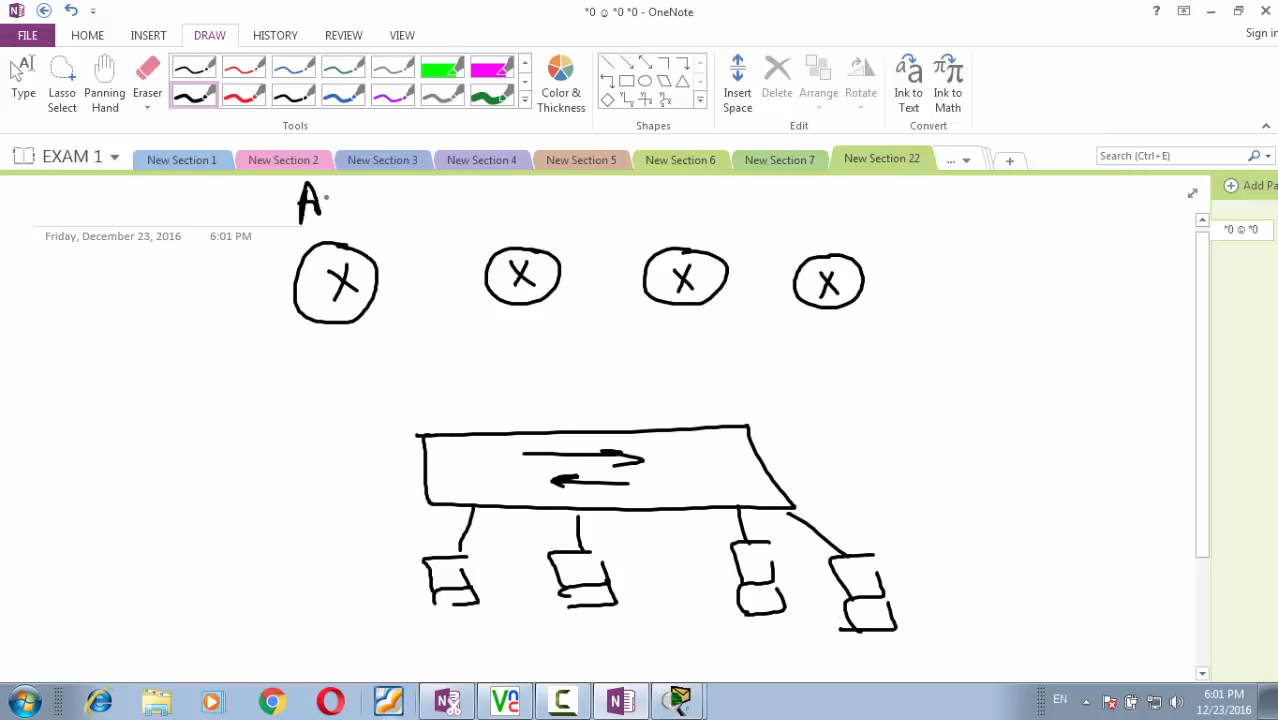 *0 ☺ *0 *0 - OneNote
?
Sign in
FILE HOME INSERT DRAW HISTORY REVIEW VIEW
Type
Lasso Select
Panning Hand
Eraser
Color & Thickness
Insert Space
Delete
Arrange
Rotate
Ink to Text
Ink to Math
Tools
Shapes
Edit
Convert
EXAM 1
New Section 1 New Section 2 New Section 3 New Section 4 New Section 5 New Section 6 New Section 7 New Section 22 ...
Search (Ctrl+E)
Add Pa
A
Friday, December 23, 2016 6:01 PM
*0 ☺ *0
X X X X
EN
6:01 PM
12/23/2016